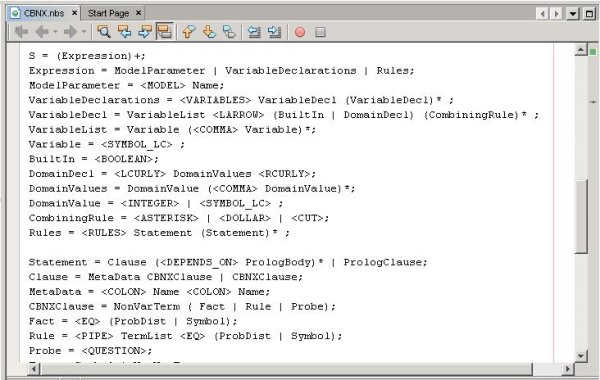 CBNX.nbs x Start Page x
S = (Expression)+;
Expression = ModelParameter | VariableDeclarations | Rules;
ModelParameter = <MODEL> Name;
VariableDeclarations = <VARIABLES> VariableDecl (VariableDecl)* ;
VariableDecl = VariableList <LARROW> (BuiltIn | DomainDecl) (CombiningRule)* ;
VariableList = Variable (<COMMA> Variable)*;
Variable = <SYMBOL_LC> ;
BuiltIn = <BOOLEAN>;
DomainDecl = <LCURLY> DomainValues <RCURLY>;
DomainValues = DomainValue (<COMMA> DomainValue)*;
DomainValue = <INTEGER> | <SYMBOL_LC> ;
CombiningRule = <ASTERISK> | <DOLLAR> | <CUT>;
Rules = <RULES> Statement (Statement)* ;
Statement = Clause (<DEPENDS_ON> PrologBody)* | PrologClause;
Clause = MetaData CBNXClause | CBNXClause;
MetaData = <COLON> Name <COLON> Name;
CBNXClause = NonVarTerm ( Fact | Rule | Probe);
Fact = <EQ> (ProbDist | Symbol);
Rule = <PIPE> TermList <EQ> (ProbDist | Symbol);
Probe = <QUESTION>;